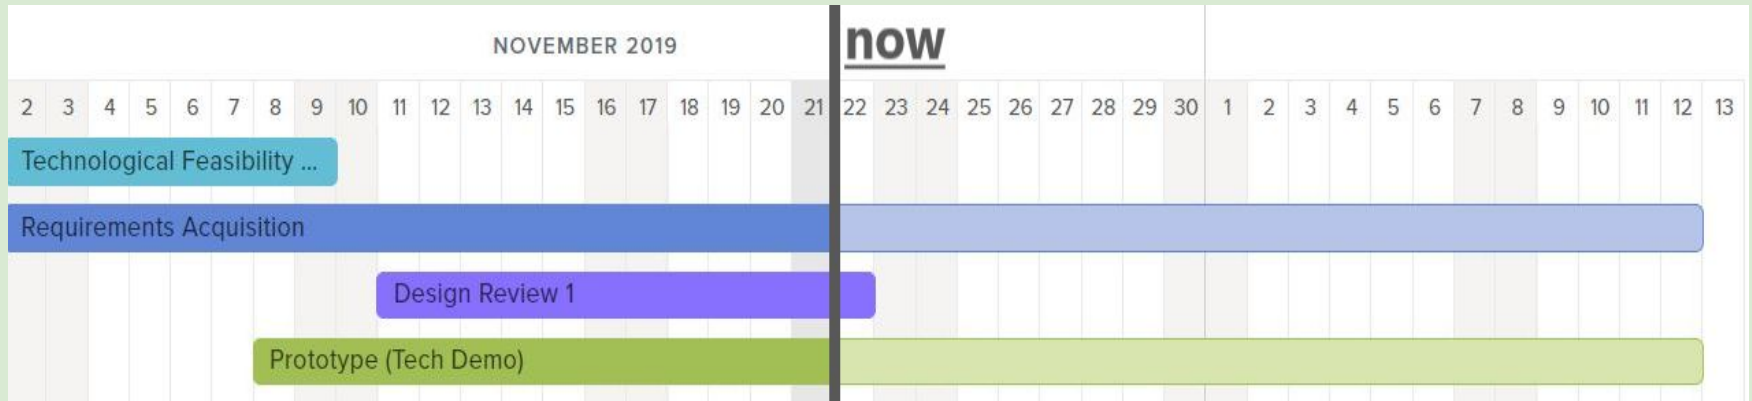 NOVEMBER 2019
now
2 3 4 5 6 7 8 9 10 11 12 13 14 15 16 17 18 19 20 21 22 23 24 25 26 27 28 29 30 1 2 3 4 5 6 7 8 9 10 11 12 13
Technological Feasibility ...
Requirements Acquisition
Design Review 1
Prototype (Tech Demo)